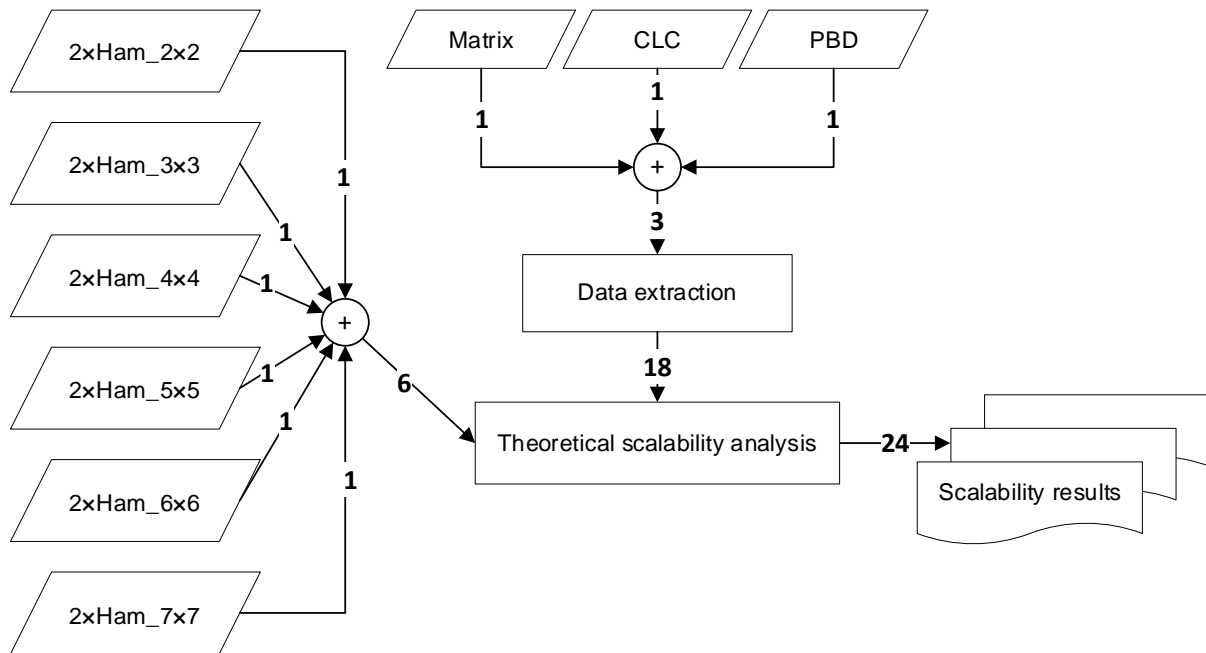 2×Ham_2×2
Matrix
CLC
PBD
1
1
1
2×Ham_3×3
+
1
3
1
2×Ham_4×4
1
Data extraction
+
18
2×Ham_5×5
1
6
1
Theoretical scalability analysis
24
1
2×Ham_6×6
Scalability results
2×Ham_7×7